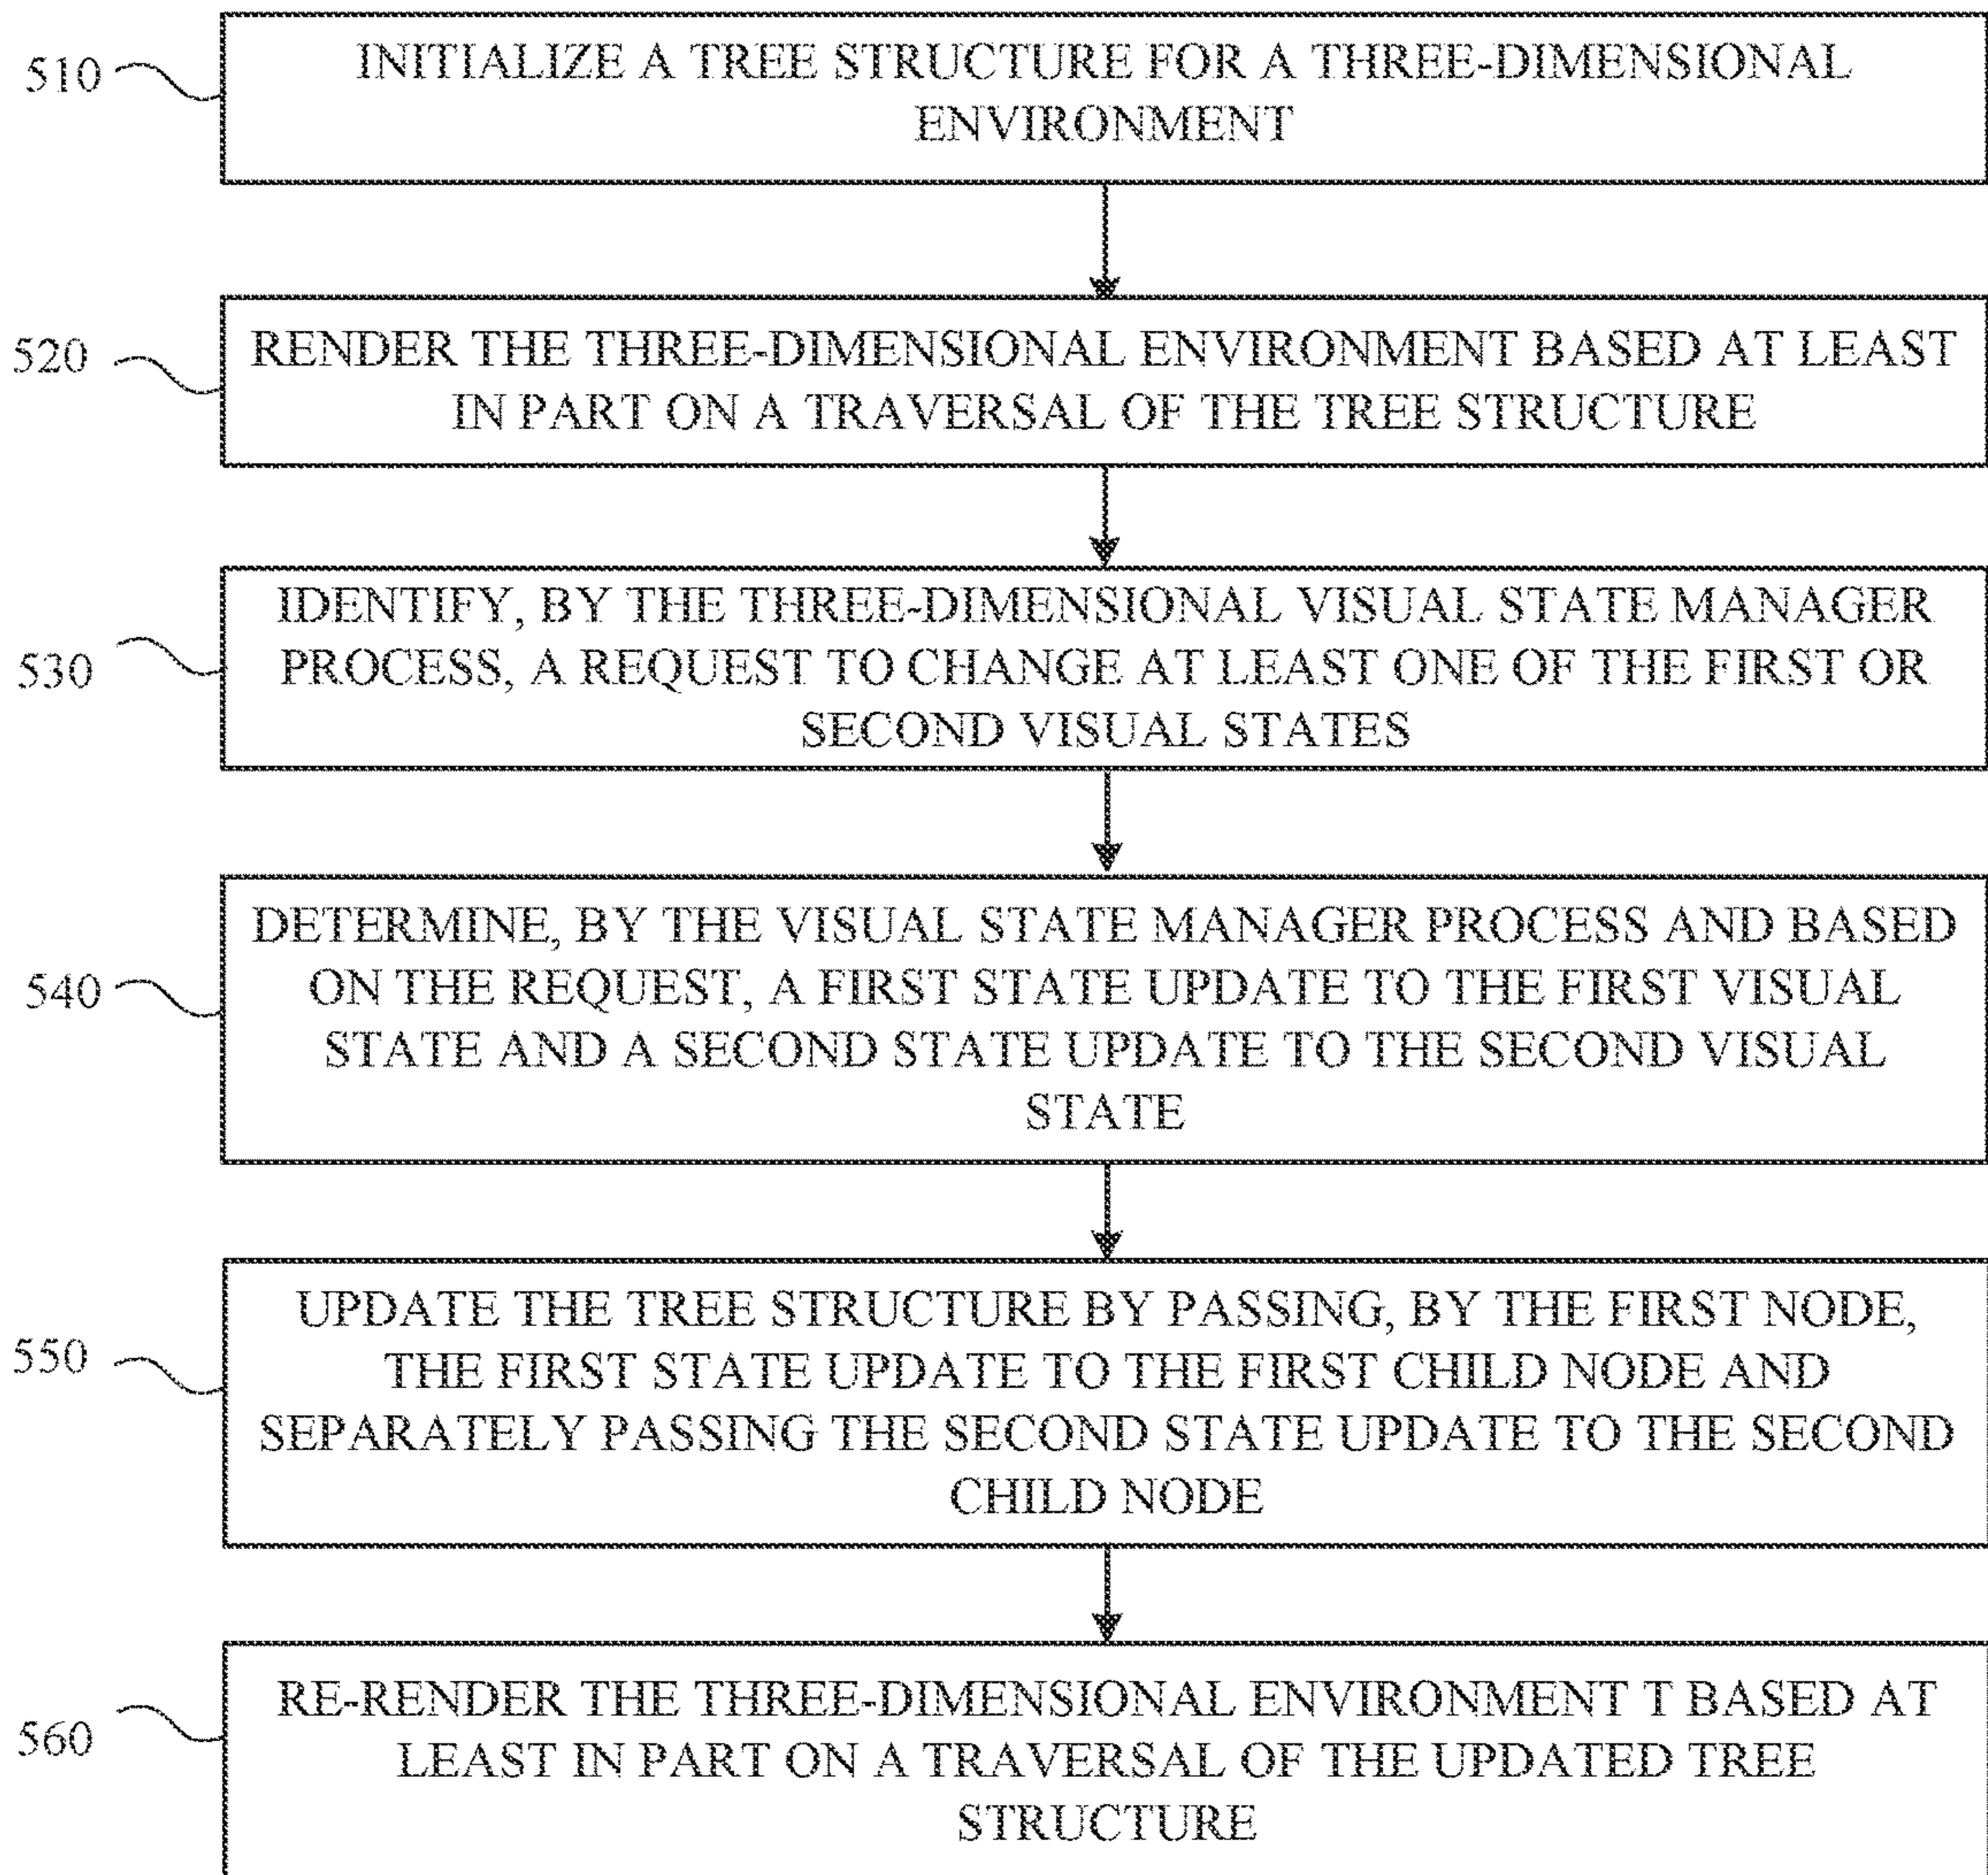 510
INITIALIZE A TREE STRUCTURE FOR A THREE-DIMENSIONAL
ENVIRONMENT
520
RENDER THE THREE-DIMENSIONAL ENVIRONMENT BASED AT LEAST
IN PART ON A TRAVERSAL OF THE TREE STRUCTURE
530
IDENTIFY, BY THE THREE-DIMENSIONAL VISUAL STATE MANAGER
PROCESS, A REQUEST TO CHANGE AT LEAST ONE OF THE FIRST OR
SECOND VISUAL STATES
540
DETERMINE, BY THE VISUAL STATE MANAGER PROCESS AND BASED
ON THE REQUEST, A FIRST STATE UPDATE TO THE FIRST VISUAL
STATE AND A SECOND STATE UPDATE TO THE SECOND VISUAL
STATE
550
UPDATE THE TREE STRUCTURE BY PASSING, BY THE FIRST NODE,
THE FIRST STATE UPDATE TO THE FIRST CHILD NODE AND
SEPARATELY PASSING THE SECOND STATE UPDATE TO THE SECOND
CHILD NODE
560
RE-RENDER THE THREE-DIMENSIONAL ENVIRONMENT T BASED AT
LEAST IN PART ON A TRAVERSAL OF THE UPDATED TREE
STRUCTURE